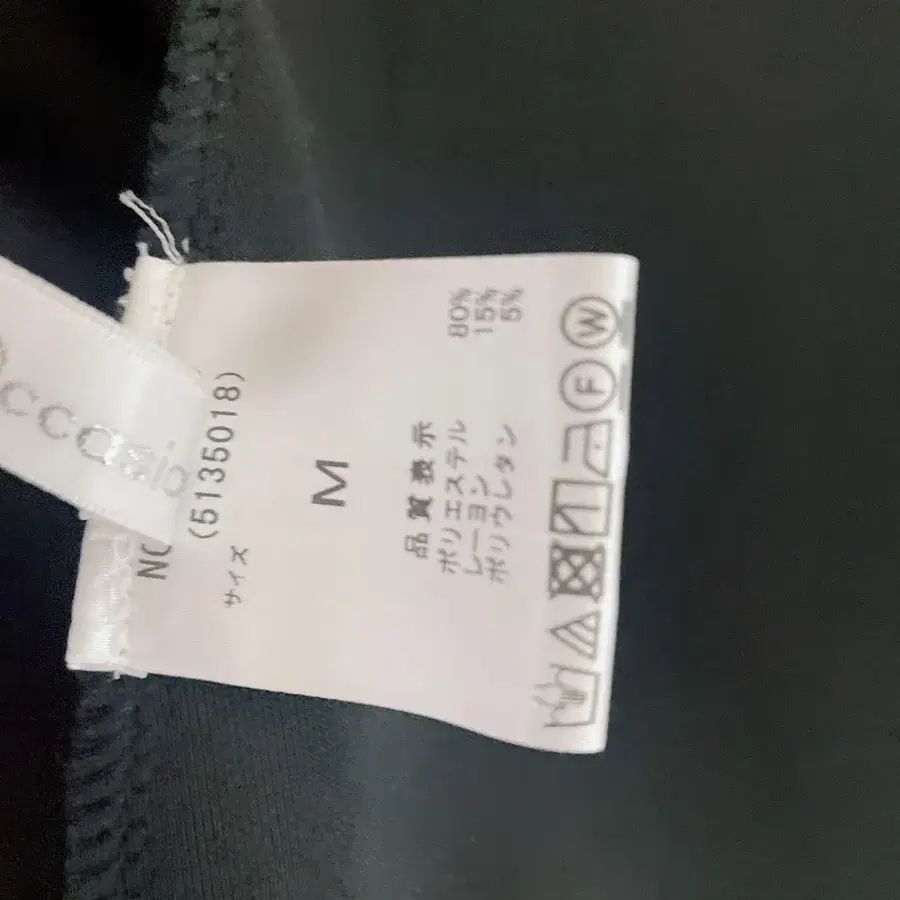 ccasio
NO
(5135018)
サイズ
M
品質表示
ポリエステル 80%
レーヨン 15%
ポリウレタン 5%
F W